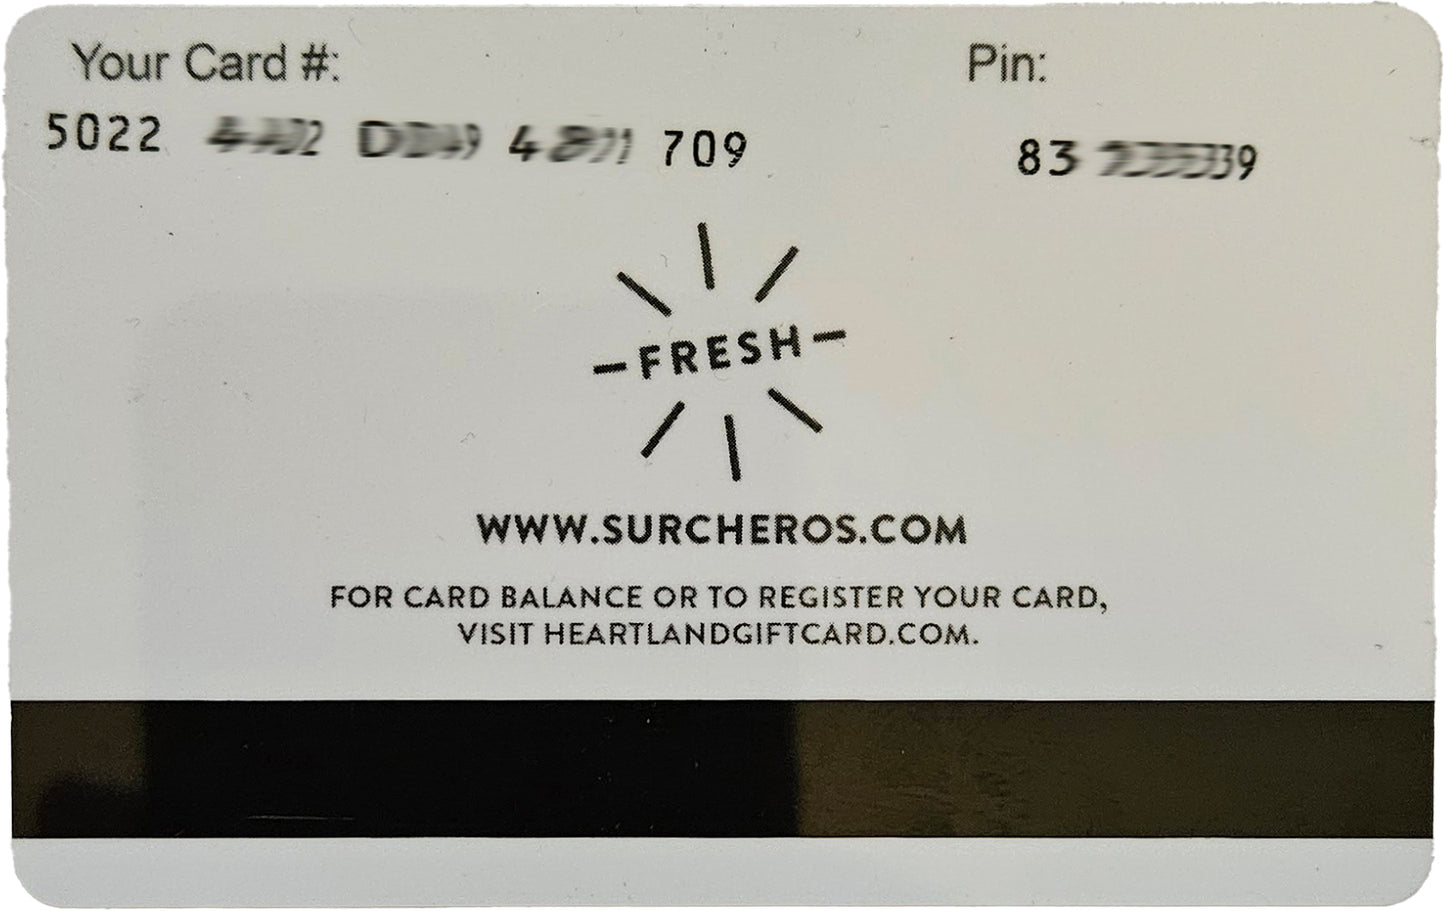 Your Card #: Pin:
5022 709 83
FRESH
WWW.SURCHEROS.COM
FOR CARD BALANCE OR TO REGISTER YOUR CARD,
VISIT HEARTLANDGIFTCARD.COM.